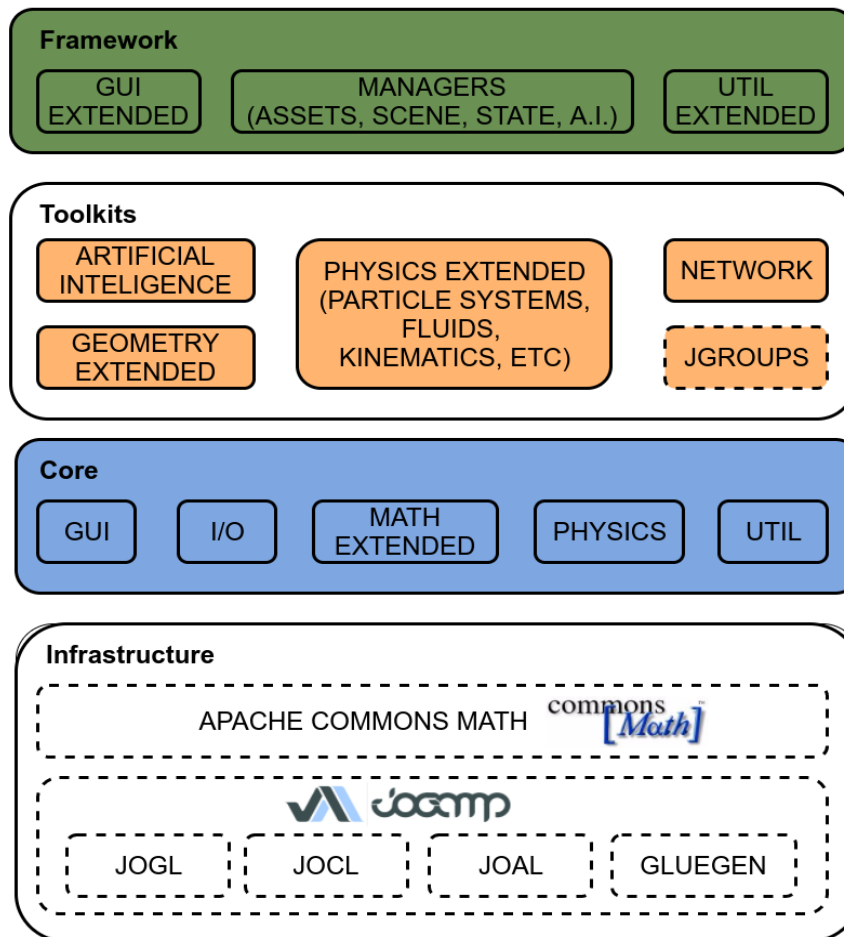 Framework
GUI
EXTENDED
MANAGERS
(ASSETS, SCENE, STATE, A.I.)
UTIL
EXTENDED
Toolkits
ARTIFICIAL
INTELIGENCE
PHYSICS EXTENDED
(PARTICLE SYSTEMS,
FLUIDS,
KINEMATICS, ETC)
NETWORK
GEOMETRY
EXTENDED
JGROUPS
Core
GUI
I/O
MATH
EXTENDED
PHYSICS
UTIL
Infrastructure
APACHE COMMONS MATH
commons
[Math]
jogamp
JOGL
JOCL
JOAL
GLUEGEN